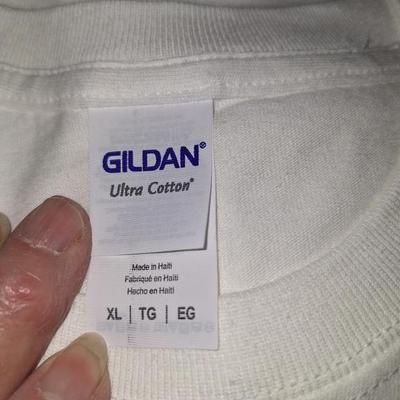 GILDAN®
Ultra Cotton®
Made in Haiti
Fabriqué en Haïti
Hecho en Haití
XL | TG | EG